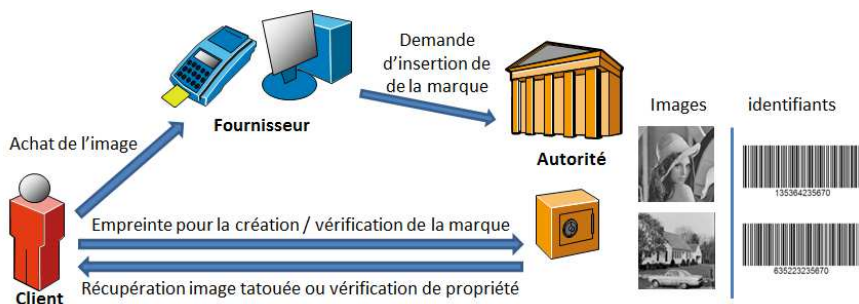 Demande
d'insertion de
de la marque
Fournisseur
Images
identifiants
Achat de l'image
Autorité
135364235670
Empreinte pour la création / vérification de la marque
635223235670
Récupération image tatouée ou vérification de propriété
Client